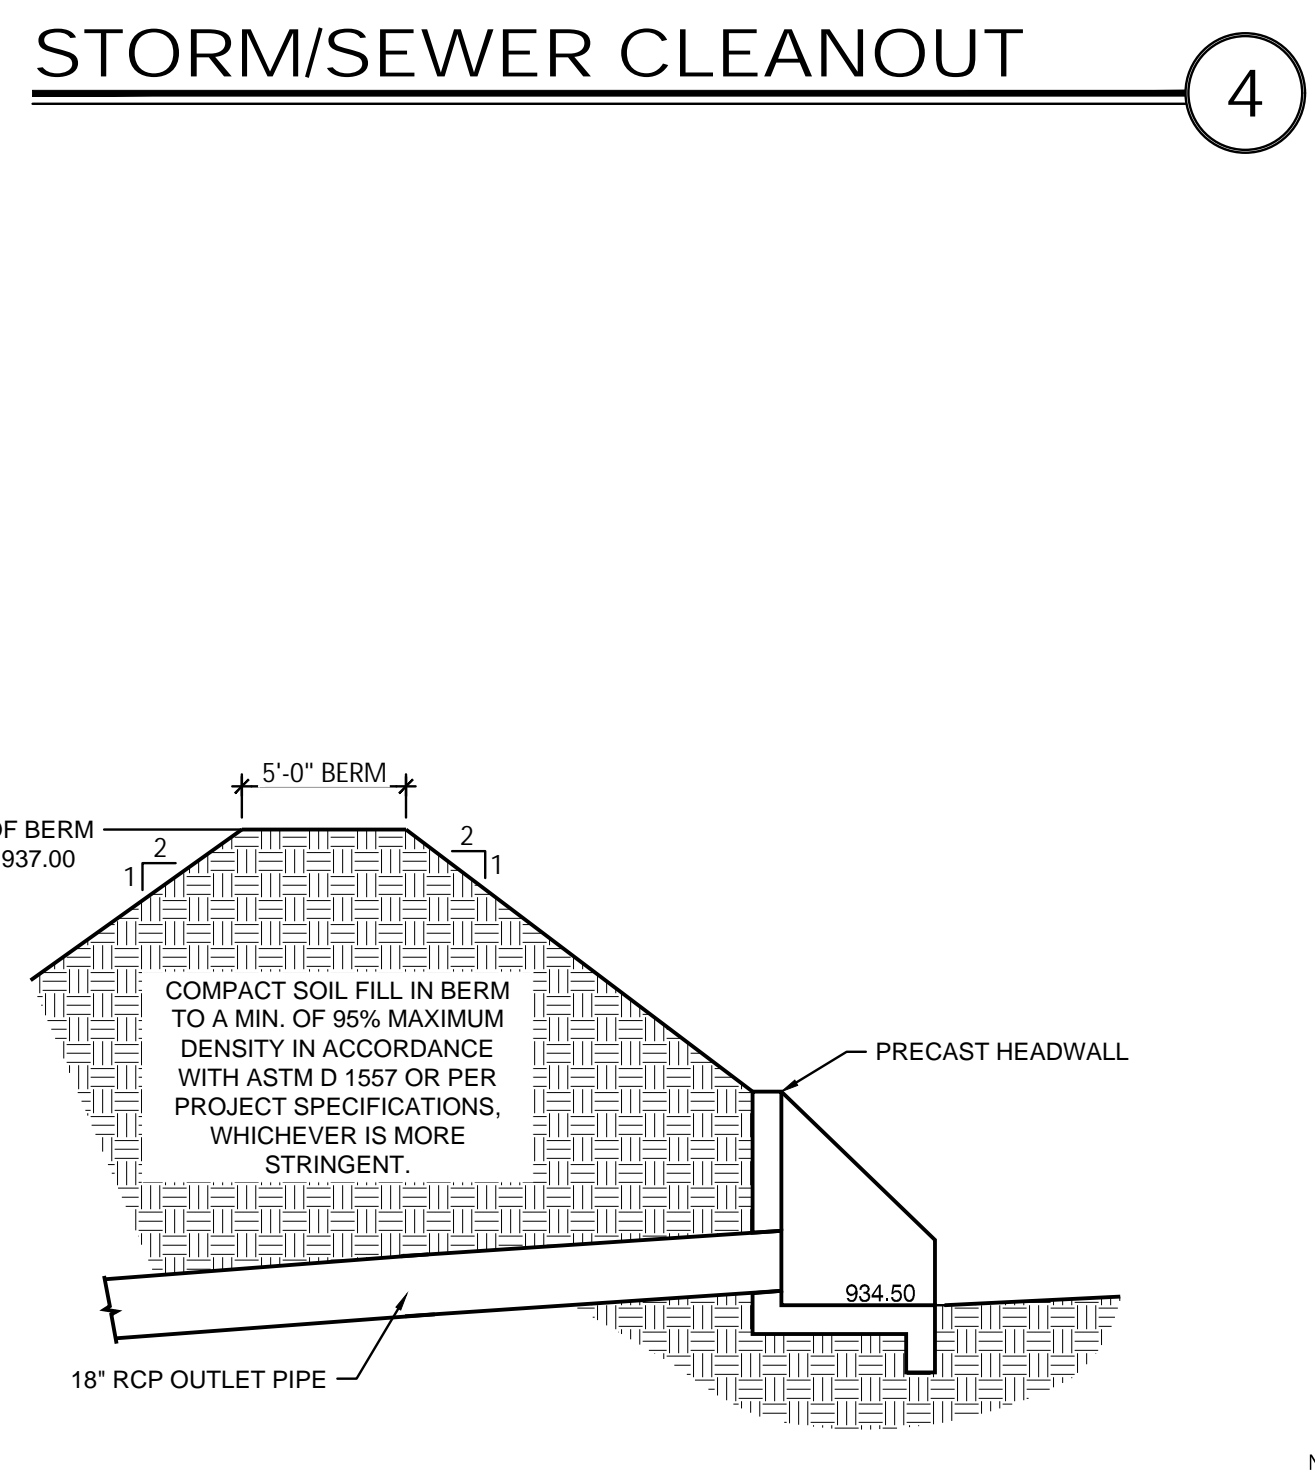 STORM/SEWER CLEANOUT
4
5'-0" BERM
OF BERM
937.00
2
1
2
1
COMPACT SOIL FILL IN BERM
TO A MIN. OF 95% MAXIMUM
DENSITY IN ACCORDANCE
WITH ASTM D 1557 OR PER
PROJECT SPECIFICATIONS,
WHICHEVER IS MORE
STRINGENT.
PRECAST HEADWALL
934.50
18" RCP OUTLET PIPE